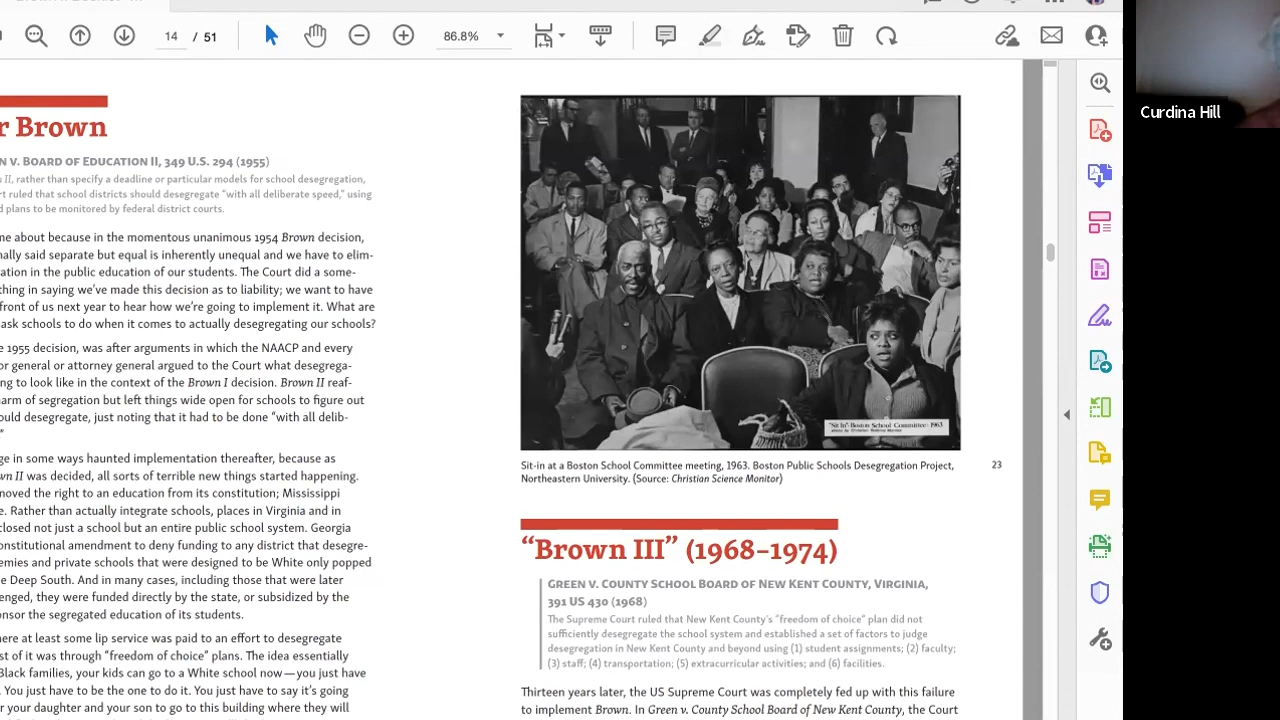 14 / 51
86.8%
Curdina Hill
r Brown
N V. BOARD OF EDUCATION II, 349 U.S. 294 (1955)
II, rather than specify a deadline or particular models for school desegregation,
rt ruled that school districts should desegregate “with all deliberate speed,” using
d plans to be monitored by federal district courts.
me about because in the momentous unanimous 1954 Brown decision,
nally said separate but equal is inherently unequal and we have to elim-
ation in the public education of our students. The Court did a some-
thing in saying we’ve made this decision as to liability; we want to have
front of us next year to hear how we’re going to implement it. What are
ask schools to do when it comes to actually desegregating our schools?
e 1955 decision, was after arguments in which the NAACP and every
or general or attorney general argued to the Court what desegrega-
ng to look like in the context of the Brown I decision. Brown II reaf-
arm of segregation but left things wide open for schools to figure out
ould desegregate, just noting that it had to be done “with all delib-
”
ge in some ways haunted implementation thereafter, because as
wn II was decided, all sorts of terrible new things started happening.
moved the right to an education from its constitution; Mississippi
e. Rather than actually integrate schools, places in Virginia and in
closed not just a school but an entire public school system. Georgia
onstitutional amendment to deny funding to any district that desegre-
emies and private schools that were designed to be White only popped
e Deep South. And in many cases, including those that were later
enged, they were funded directly by the state, or subsidized by the
onsor the segregated education of its students.
here at least some lip service was paid to an effort to desegregate
st of it was through “freedom of choice” plans. The idea essentially
Black families, your kids can go to a White school now—you just have
. You just have to be the one to do it. You just have to say it’s going
r your daughter and your son to go to this building where they will
"Sit In"-Boston School Committee-1963
Sit-in at a Boston School Committee meeting, 1963. Boston Public Schools Desegregation Project,
Northeastern University. (Source: Christian Science Monitor)
23
“Brown III” (1968–1974)
GREEN V. COUNTY SCHOOL BOARD OF NEW KENT COUNTY, VIRGINIA,
391 US 430 (1968)
The Supreme Court ruled that New Kent County’s “freedom of choice” plan did not
sufficiently desegregate the school system and established a set of factors to judge
desegregation in New Kent County and beyond using (1) student assignments; (2) faculty;
(3) staff; (4) transportation; (5) extracurricular activities; and (6) facilities.
Thirteen years later, the US Supreme Court was completely fed up with this failure
to implement Brown. In Green v. County School Board of New Kent County, the Court